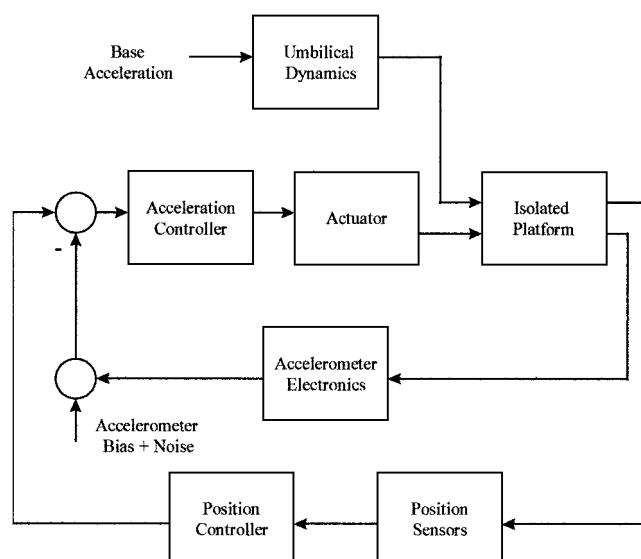 Base
Acceleration
Umbilical
Dynamics
Acceleration
Controller
Actuator
Isolated
Platform
-
Accelerometer
Electronics
Accelerometer
Bias + Noise
Position
Controller
Position
Sensors